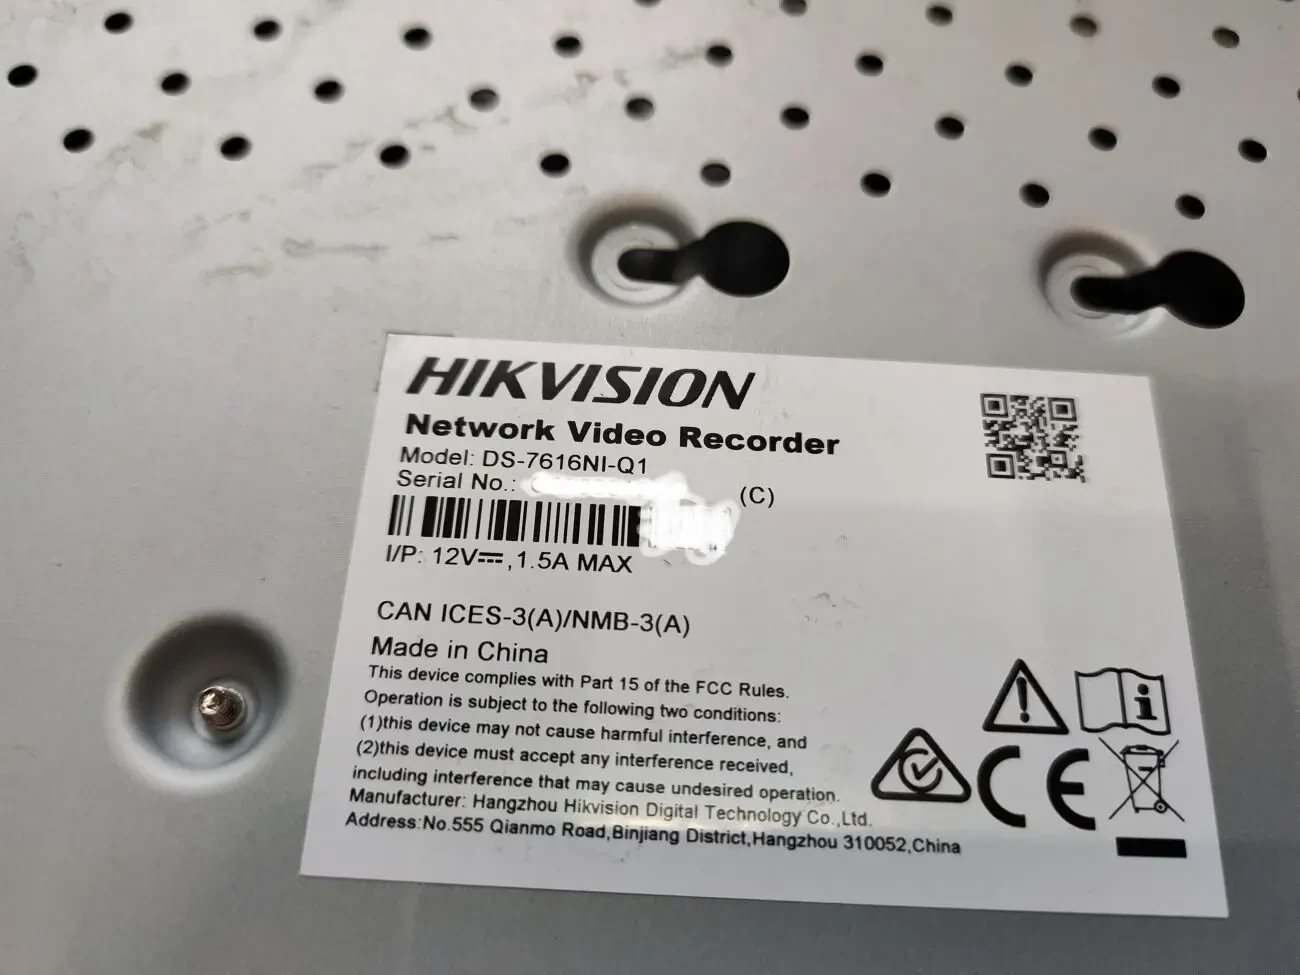 HIKVISION
Network Video Recorder
Model: DS-7616NI-Q1
Serial No.:
(C)
I/P: 12V⎓,1.5A MAX
CAN ICES-3(A)/NMB-3(A)
Made in China
This device complies with Part 15 of the FCC Rules.
Operation is subject to the following two conditions:
(1)this device may not cause harmful interference, and
(2)this device must accept any interference received,
including interference that may cause undesired operation.
Manufacturer: Hangzhou Hikvision Digital Technology Co.,Ltd.
Address:No.555 Qianmo Road,Binjiang District,Hangzhou 310052,China
CE